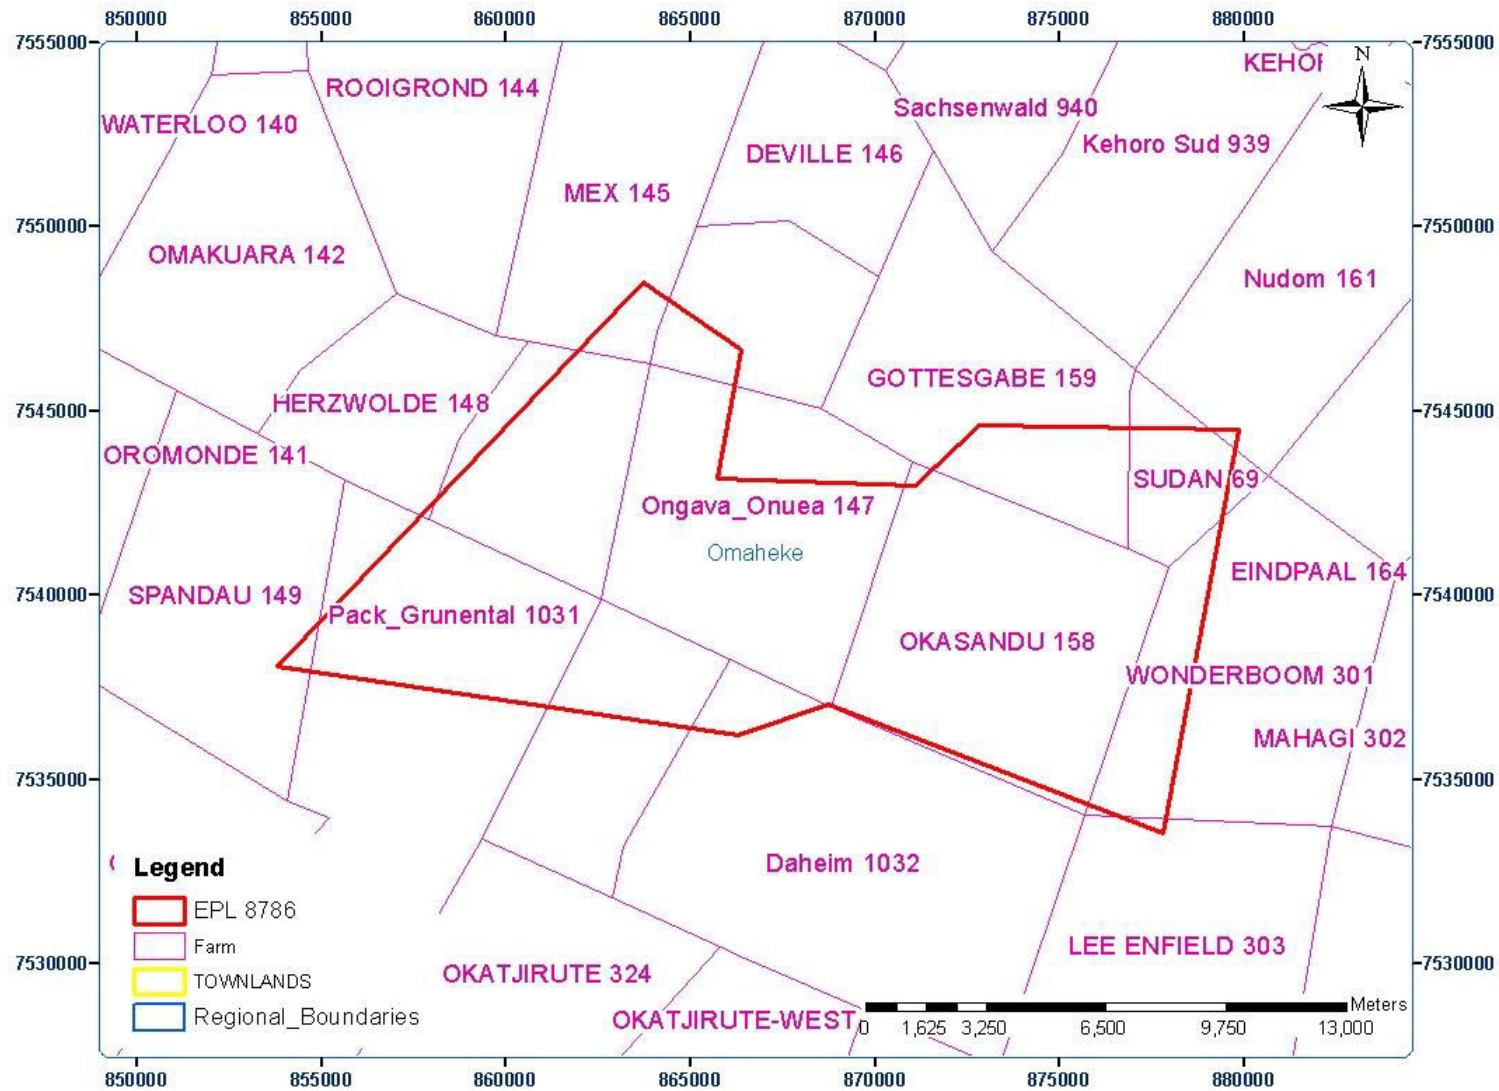 850000 855000 860000 865000 870000 875000 880000
7555000 7555000
N
KEHOF
ROOIGROND 144
Sachsenwald 940
WATERLOO 140
Kehoro Sud 939
DEVILLE 146
MEX 145
7550000 7550000
OMAKUARA 142
Nudom 161
GOTTESGABE 159
HERZWOLDE 148
7545000 7545000
OROMONDE 141
SUDAN 69
Ongava_Onuea 147
Omaheke
EINDPAAL 164
7540000 7540000
SPANDAU 149
Pack_Grunental 1031
OKASANDU 158
WONDERBOOM 301
MAHAGI 302
7535000 7535000
Daheim 1032
Legend
EPL 8786
Farm
TOWNLANDS
Regional_Boundaries
LEE ENFIELD 303
7530000 7530000
OKATJIRUTE 324
OKATJIRUTE-WEST
Meters
0 1,625 3,250 6,500 9,750 13,000
850000 855000 860000 865000 870000 875000 880000